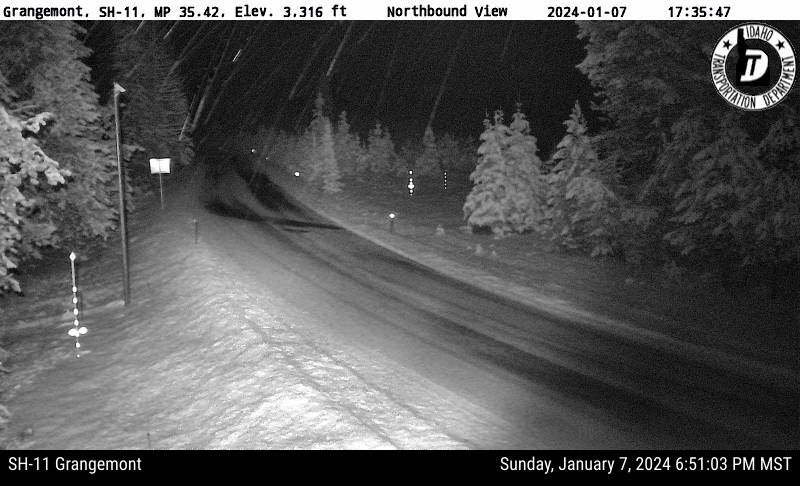 Grangemont, SH-11, MP 35.42, Elev. 3,316 ft Northbound View 2024-01-07 17:35:47
IDAHO
TRANSPORTATION DEPARTMENT
SH-11 Grangemont Sunday, January 7, 2024 6:51:03 PM MST